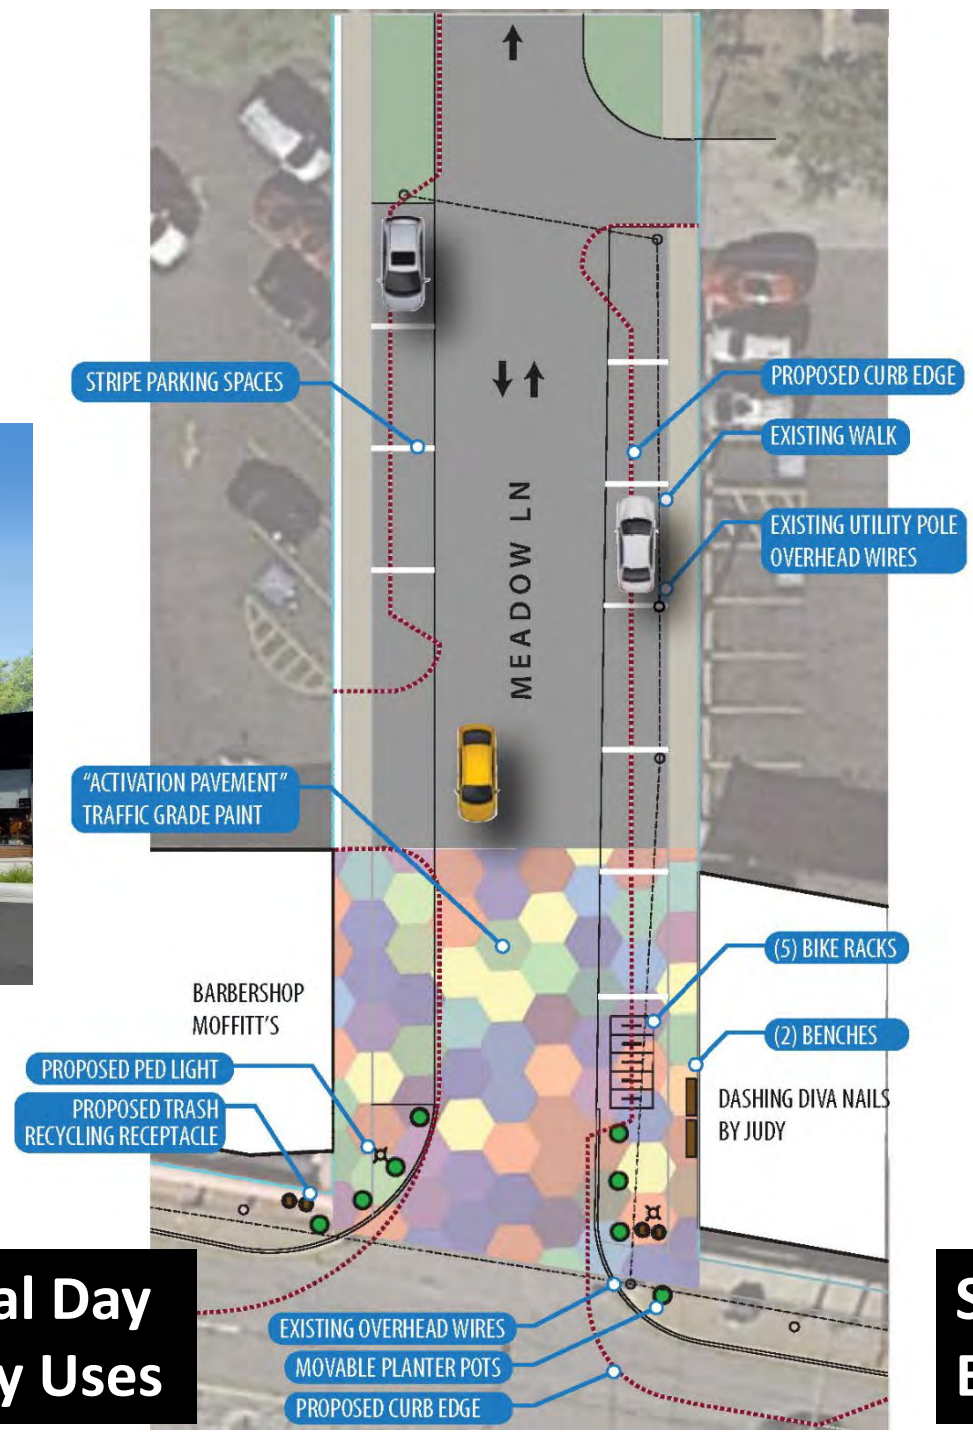 STRIPE PARKING SPACES
PROPOSED CURB EDGE
EXISTING WALK
EXISTING UTILITY POLE
OVERHEAD WIRES
MEADOW LN
"ACTIVATION PAVEMENT"
TRAFFIC GRADE PAINT
(5) BIKE RACKS
BARBERSHOP
MOFFITT'S
(2) BENCHES
PROPOSED PED LIGHT
DASHING DIVA NAILS
BY JUDY
PROPOSED TRASH
RECYCLING RECEPTACLE
al Day
y Uses
S
E
EXISTING OVERHEAD WIRES
MOVABLE PLANTER POTS
PROPOSED CURB EDGE